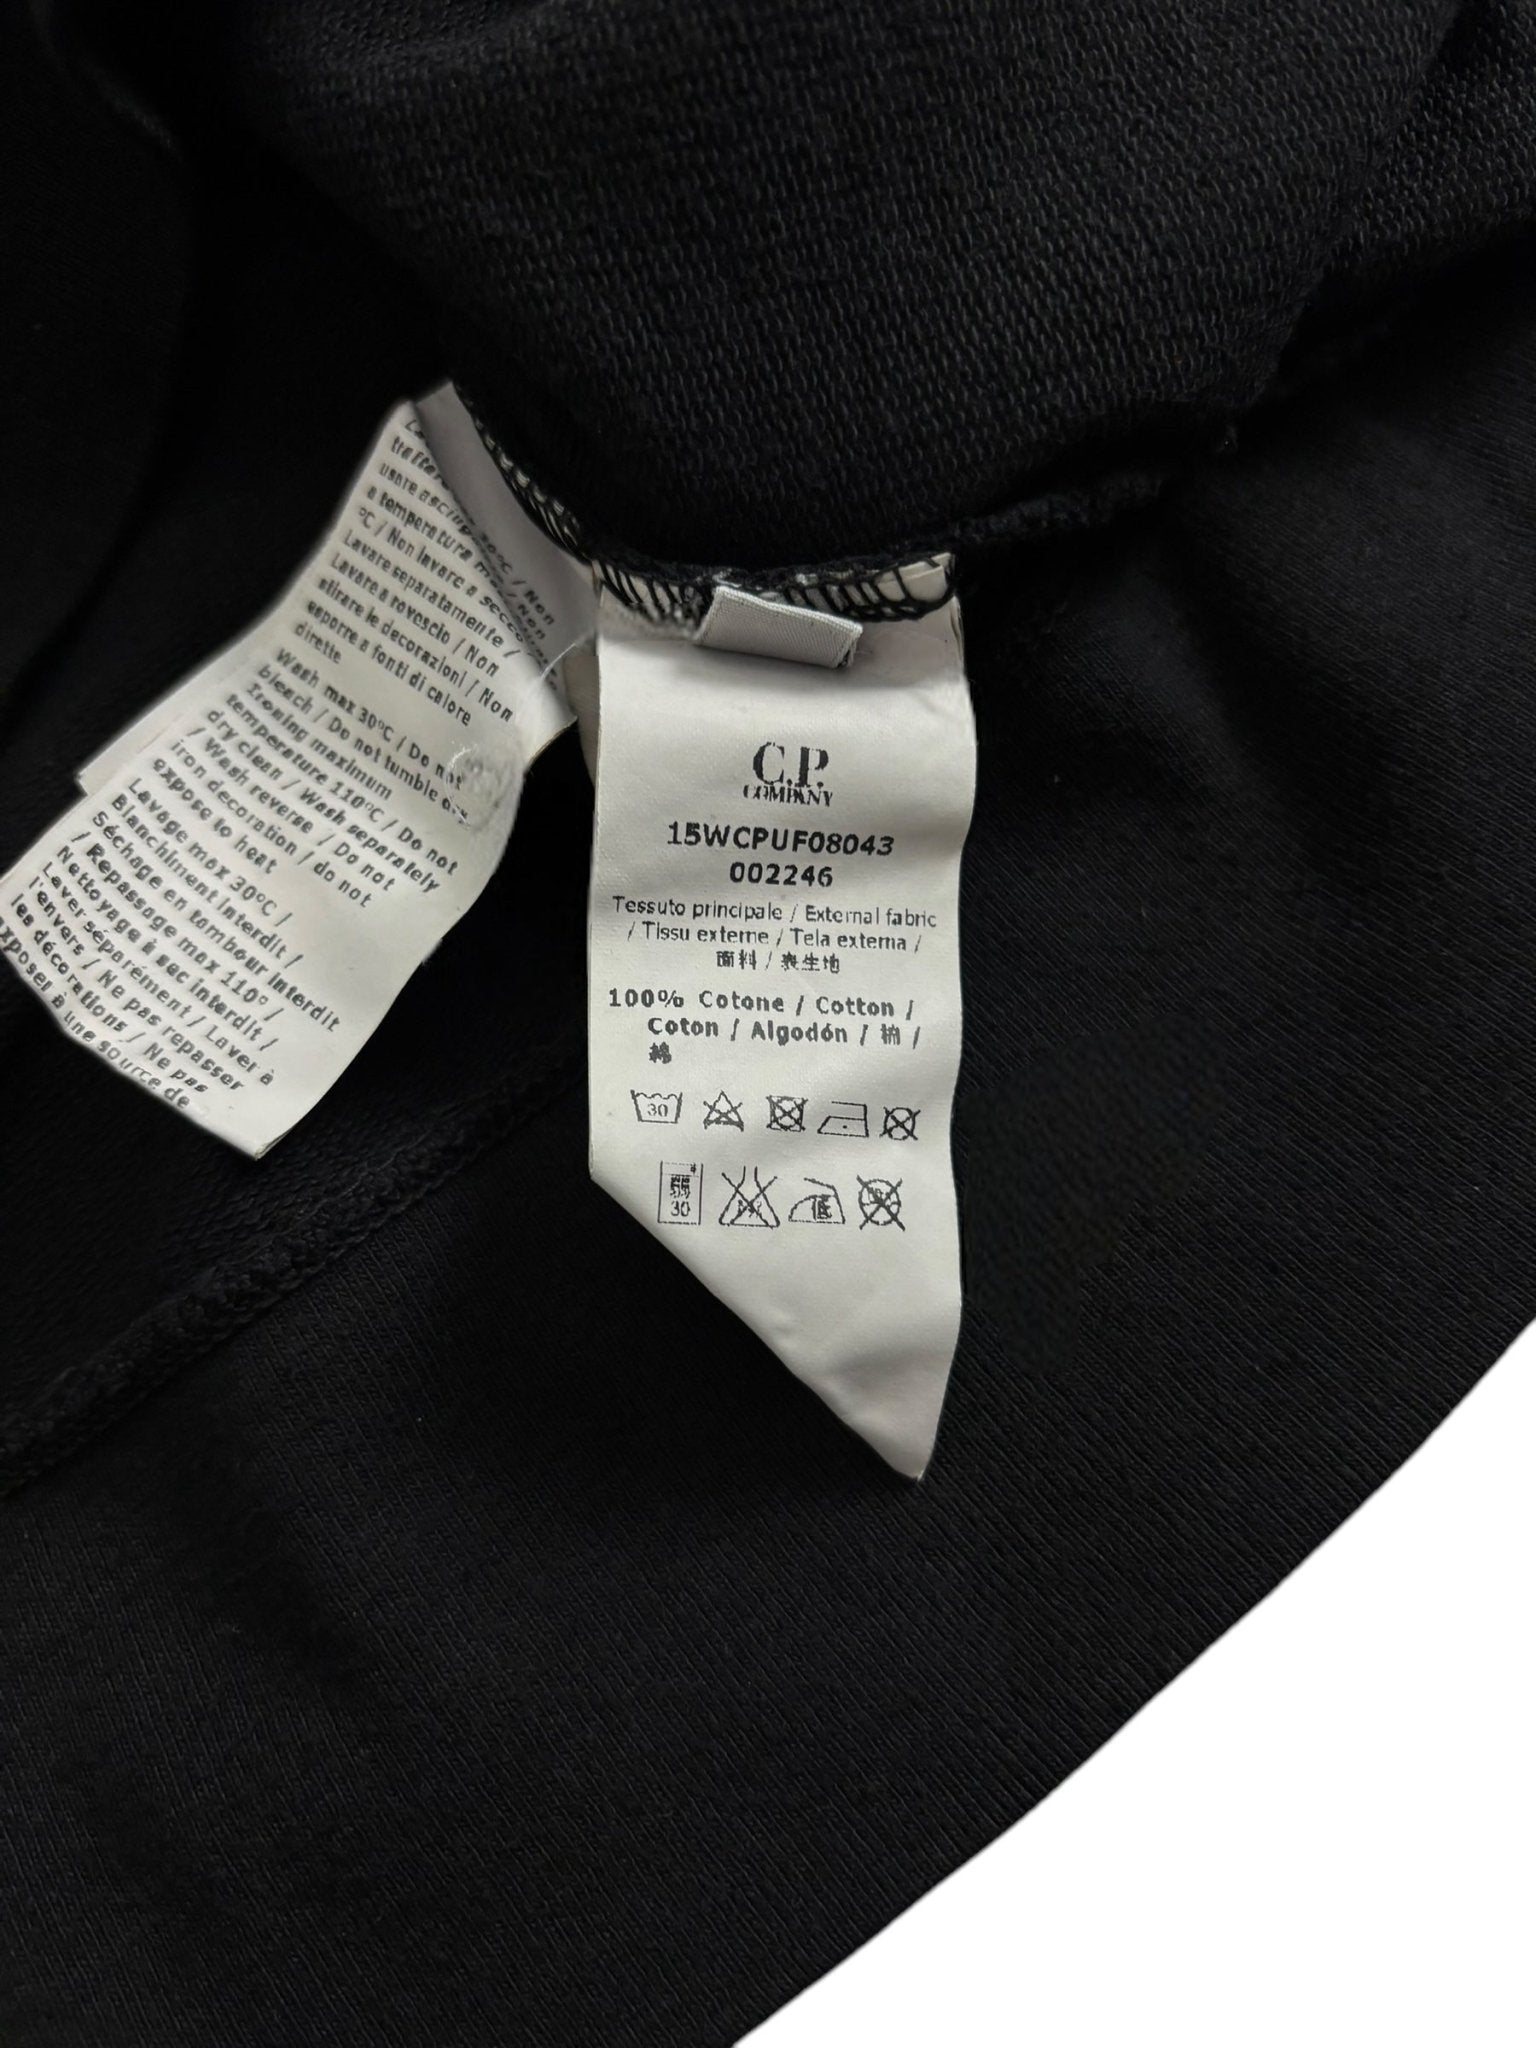 usare
a temperatura max
°C / Non lavare a secco
Lavare separatamente /
Lavare a rovescio / Non
stirare le decorazioni / Non
esporre a fonti di calore
dirette
Wash max 30°C / Do not
bleach / Do not tumble dry
Ironing maximum
temperature 110°C / Do not
dry clean / Wash separately
/ Wash reverse / Do not
iron decoration / do not
expose to heat
Lavage max 30°C /
Blanchiment interdit /
Séchage en tambour interdit
/ Repassage max 110° /
Nettoyage à sec interdit /
Laver séparément / Laver à
l'envers / Ne pas repasser
les décorations / Ne pas
exposer à une source de
30°C / Non
/ Non
C.P.
COMPANY
15WCPUF08043
002246
Tessuto principale / External fabric
/ Tissu externe / Tela externa /
面料 / 表生地
100% Cotone / Cotton /
Coton / Algodón / 棉 /
綿
30
30
低